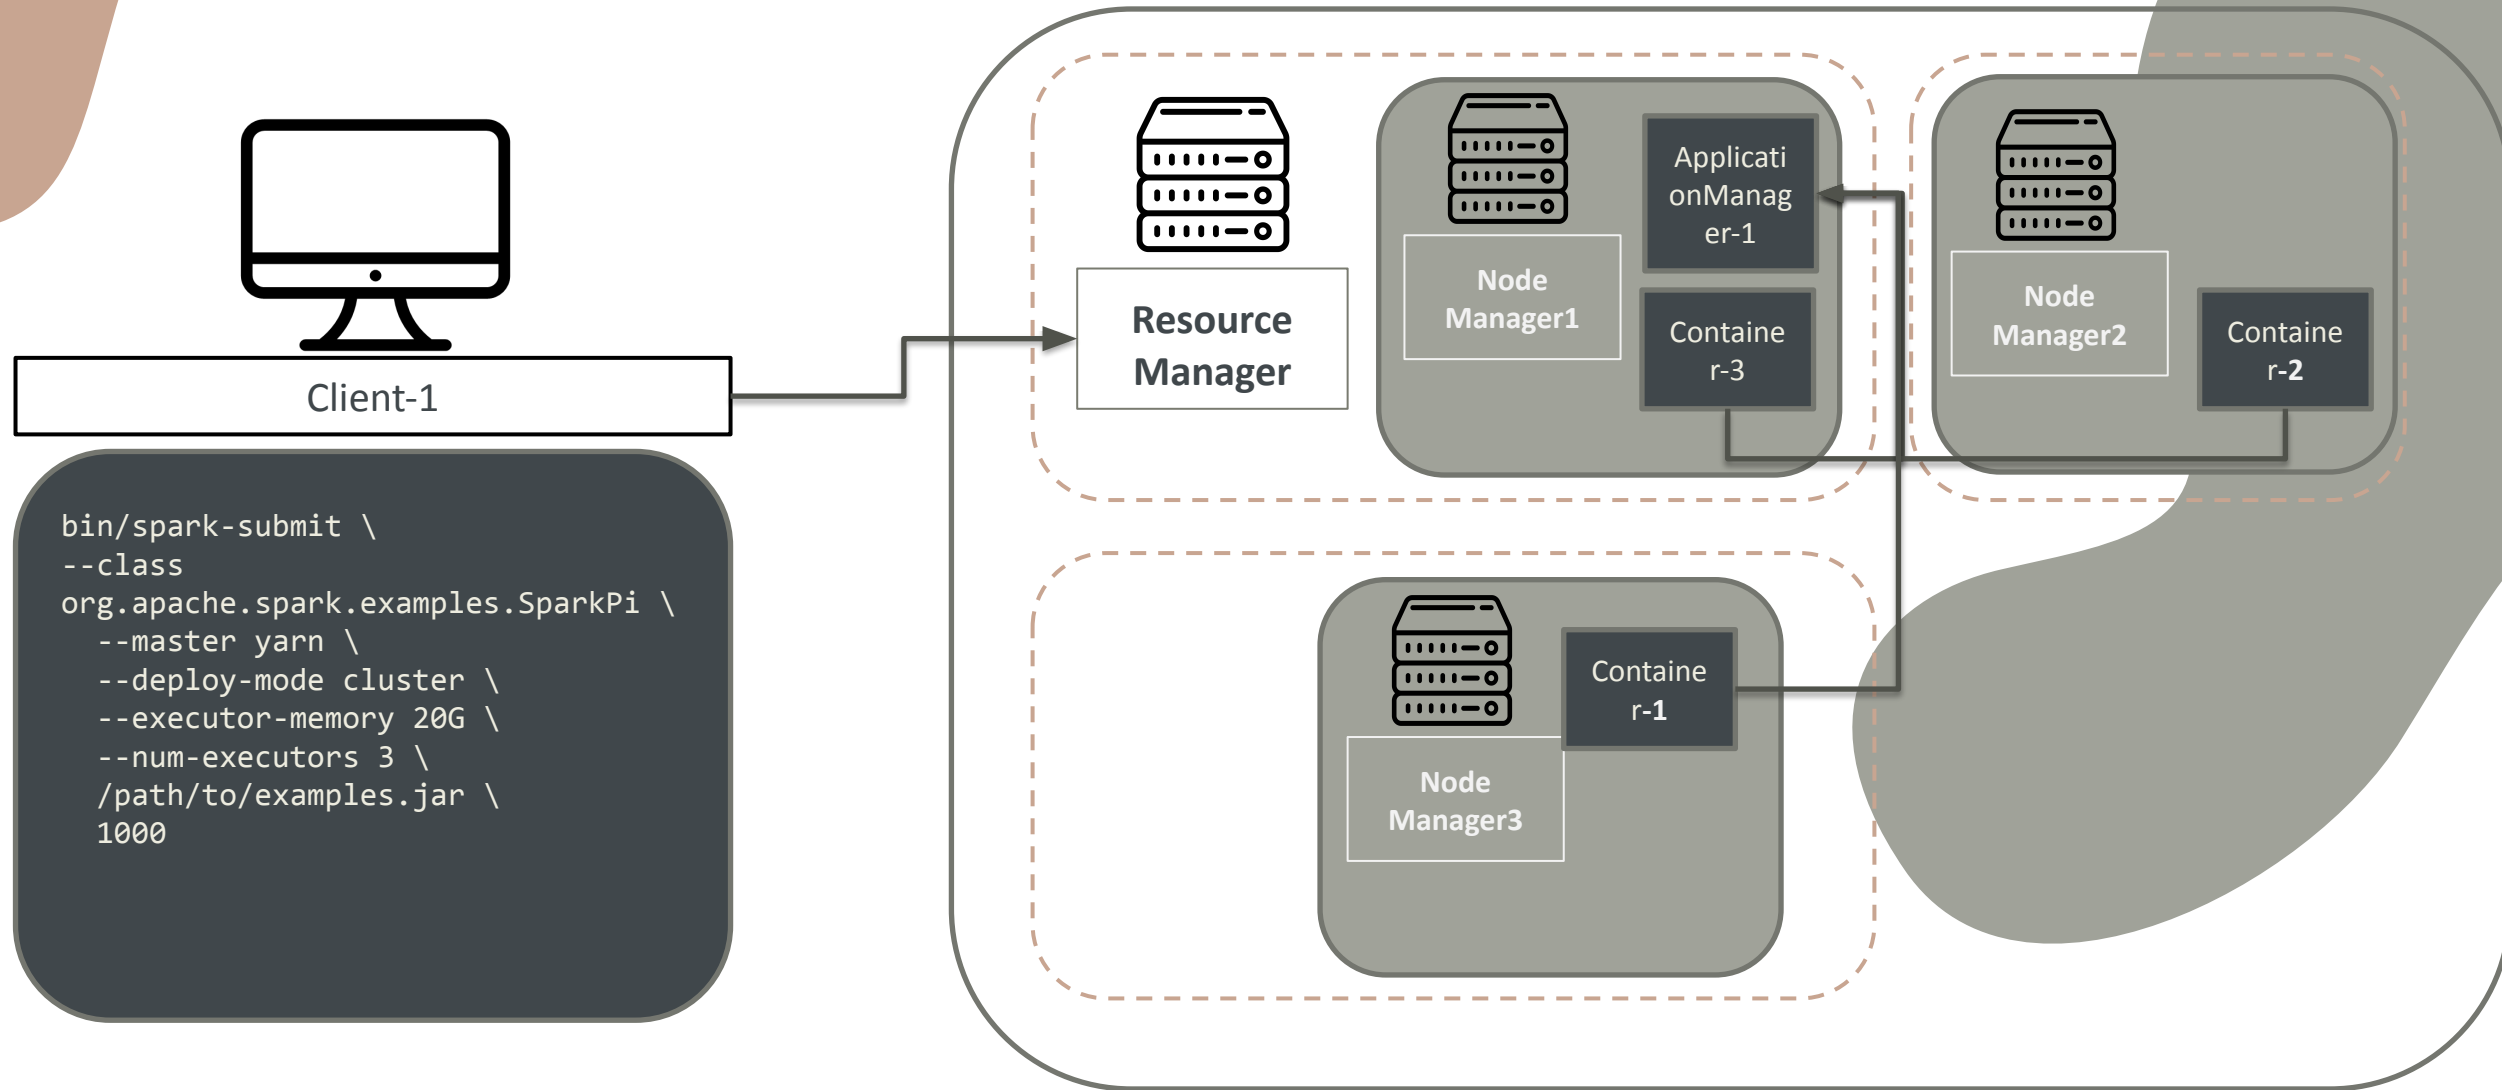 Client-1
bin/spark-submit \
--class
org.apache.spark.examples.SparkPi \
--master yarn \
--deploy-mode cluster \
--executor-memory 20G \
--num-executors 3 \
/path/to/examples.jar \
1000
Resource
Manager
Node
Manager1
Applicati
onManag
er-1
Containe
r-3
Node
Manager2
Containe
r-2
Node
Manager3
Containe
r-1